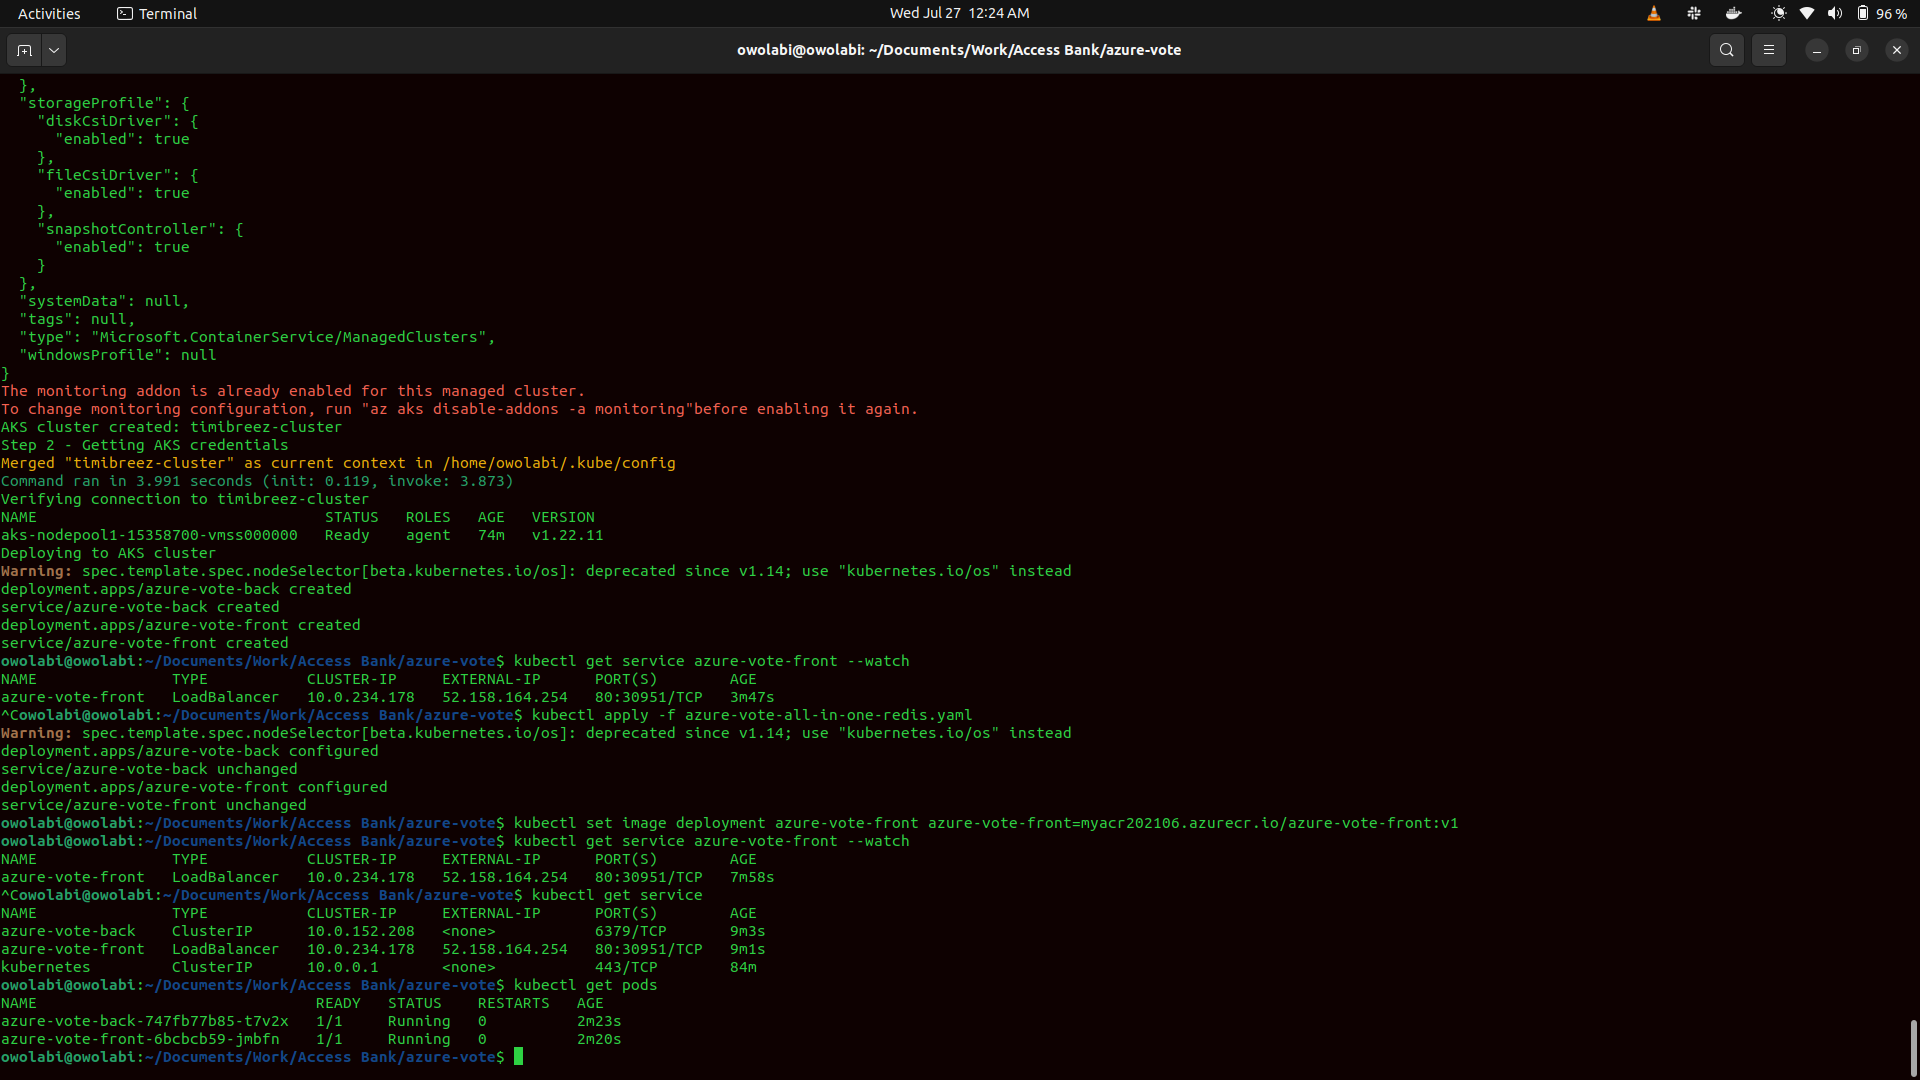 Activities Terminal Wed Jul 27 12:24 AM 96 %
owolabi@owolabi: ~/Documents/Work/Access Bank/azure-vote
  },
  "storageProfile": {
    "diskCsiDriver": {
      "enabled": true
    },
    "fileCsiDriver": {
      "enabled": true
    },
    "snapshotController": {
      "enabled": true
    }
  },
  "systemData": null,
  "tags": null,
  "type": "Microsoft.ContainerService/ManagedClusters",
  "windowsProfile": null
}
The monitoring addon is already enabled for this managed cluster.
To change monitoring configuration, run "az aks disable-addons -a monitoring"before enabling it again.
AKS cluster created: timibreez-cluster
Step 2 - Getting AKS credentials
Merged "timibreez-cluster" as current context in /home/owolabi/.kube/config
Command ran in 3.991 seconds (init: 0.119, invoke: 3.873)
Verifying connection to timibreez-cluster
NAME                                STATUS   ROLES   AGE   VERSION
aks-nodepool1-15358700-vmss000000   Ready    agent   74m   v1.22.11
Deploying to AKS cluster
Warning: spec.template.spec.nodeSelector[beta.kubernetes.io/os]: deprecated since v1.14; use "kubernetes.io/os" instead
deployment.apps/azure-vote-back created
service/azure-vote-back created
deployment.apps/azure-vote-front created
service/azure-vote-front created
owolabi@owolabi:~/Documents/Work/Access Bank/azure-vote$ kubectl get service azure-vote-front --watch
NAME               TYPE           CLUSTER-IP     EXTERNAL-IP      PORT(S)        AGE
azure-vote-front   LoadBalancer   10.0.234.178   52.158.164.254   80:30951/TCP   3m47s
^Cowolabi@owolabi:~/Documents/Work/Access Bank/azure-vote$ kubectl apply -f azure-vote-all-in-one-redis.yaml
Warning: spec.template.spec.nodeSelector[beta.kubernetes.io/os]: deprecated since v1.14; use "kubernetes.io/os" instead
deployment.apps/azure-vote-back configured
service/azure-vote-back unchanged
deployment.apps/azure-vote-front configured
service/azure-vote-front unchanged
owolabi@owolabi:~/Documents/Work/Access Bank/azure-vote$ kubectl set image deployment azure-vote-front azure-vote-front=myacr202106.azurecr.io/azure-vote-front:v1
owolabi@owolabi:~/Documents/Work/Access Bank/azure-vote$ kubectl get service azure-vote-front --watch
NAME               TYPE           CLUSTER-IP     EXTERNAL-IP      PORT(S)        AGE
azure-vote-front   LoadBalancer   10.0.234.178   52.158.164.254   80:30951/TCP   7m58s
^Cowolabi@owolabi:~/Documents/Work/Access Bank/azure-vote$ kubectl get service
NAME               TYPE           CLUSTER-IP     EXTERNAL-IP      PORT(S)        AGE
azure-vote-back    ClusterIP      10.0.152.208   <none>           6379/TCP       9m3s
azure-vote-front   LoadBalancer   10.0.234.178   52.158.164.254   80:30951/TCP   9m1s
kubernetes         ClusterIP      10.0.0.1       <none>           443/TCP        84m
owolabi@owolabi:~/Documents/Work/Access Bank/azure-vote$ kubectl get pods
NAME                               READY   STATUS    RESTARTS   AGE
azure-vote-back-747fb77b85-t7v2x   1/1     Running   0          2m23s
azure-vote-front-6bcbcb59-jmbfn    1/1     Running   0          2m20s
owolabi@owolabi:~/Documents/Work/Access Bank/azure-vote$